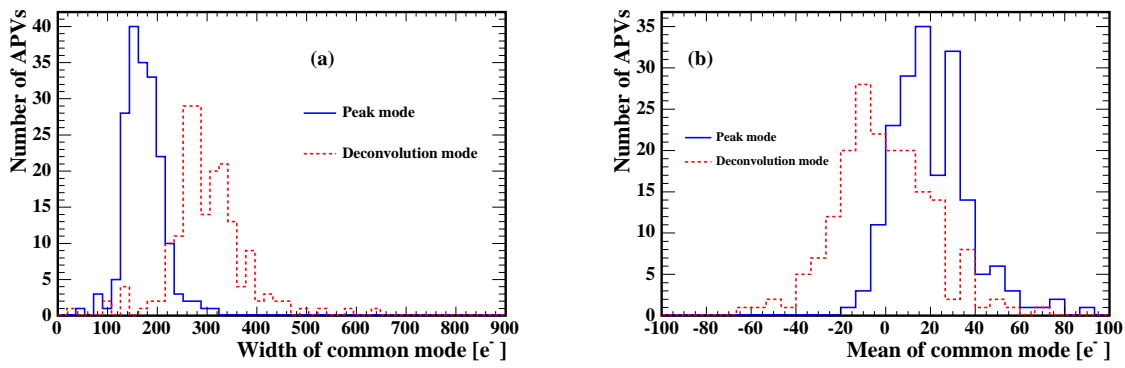 Number of APVs
40
35
30
25
20
15
10
5
0
(a)
Peak mode
Deconvolution mode
0 100 200 300 400 500 600 700 800 900
Width of common mode [e⁻]
Number of APVs
35
30
25
20
15
10
5
0
(b)
Peak mode
Deconvolution mode
-100 -80 -60 -40 -20 0 20 40 60 80 100
Mean of common mode [e⁻]